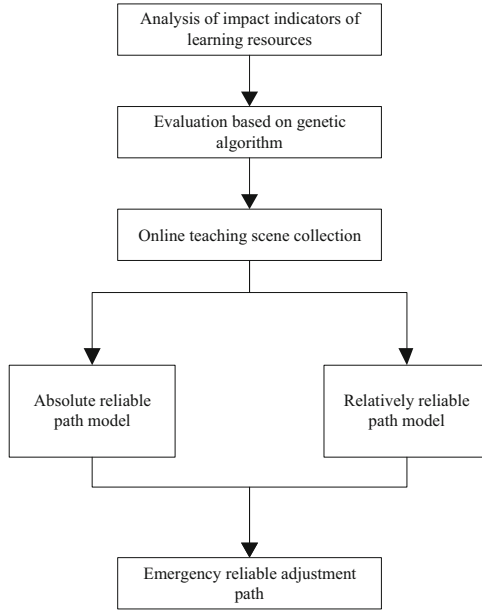 Analysis of impact indicators of
learning resources
Evaluation based on genetic
algorithm
Online teaching scene collection
Absolute reliable
path model
Relatively reliable
path model
Emergency reliable adjustment
path